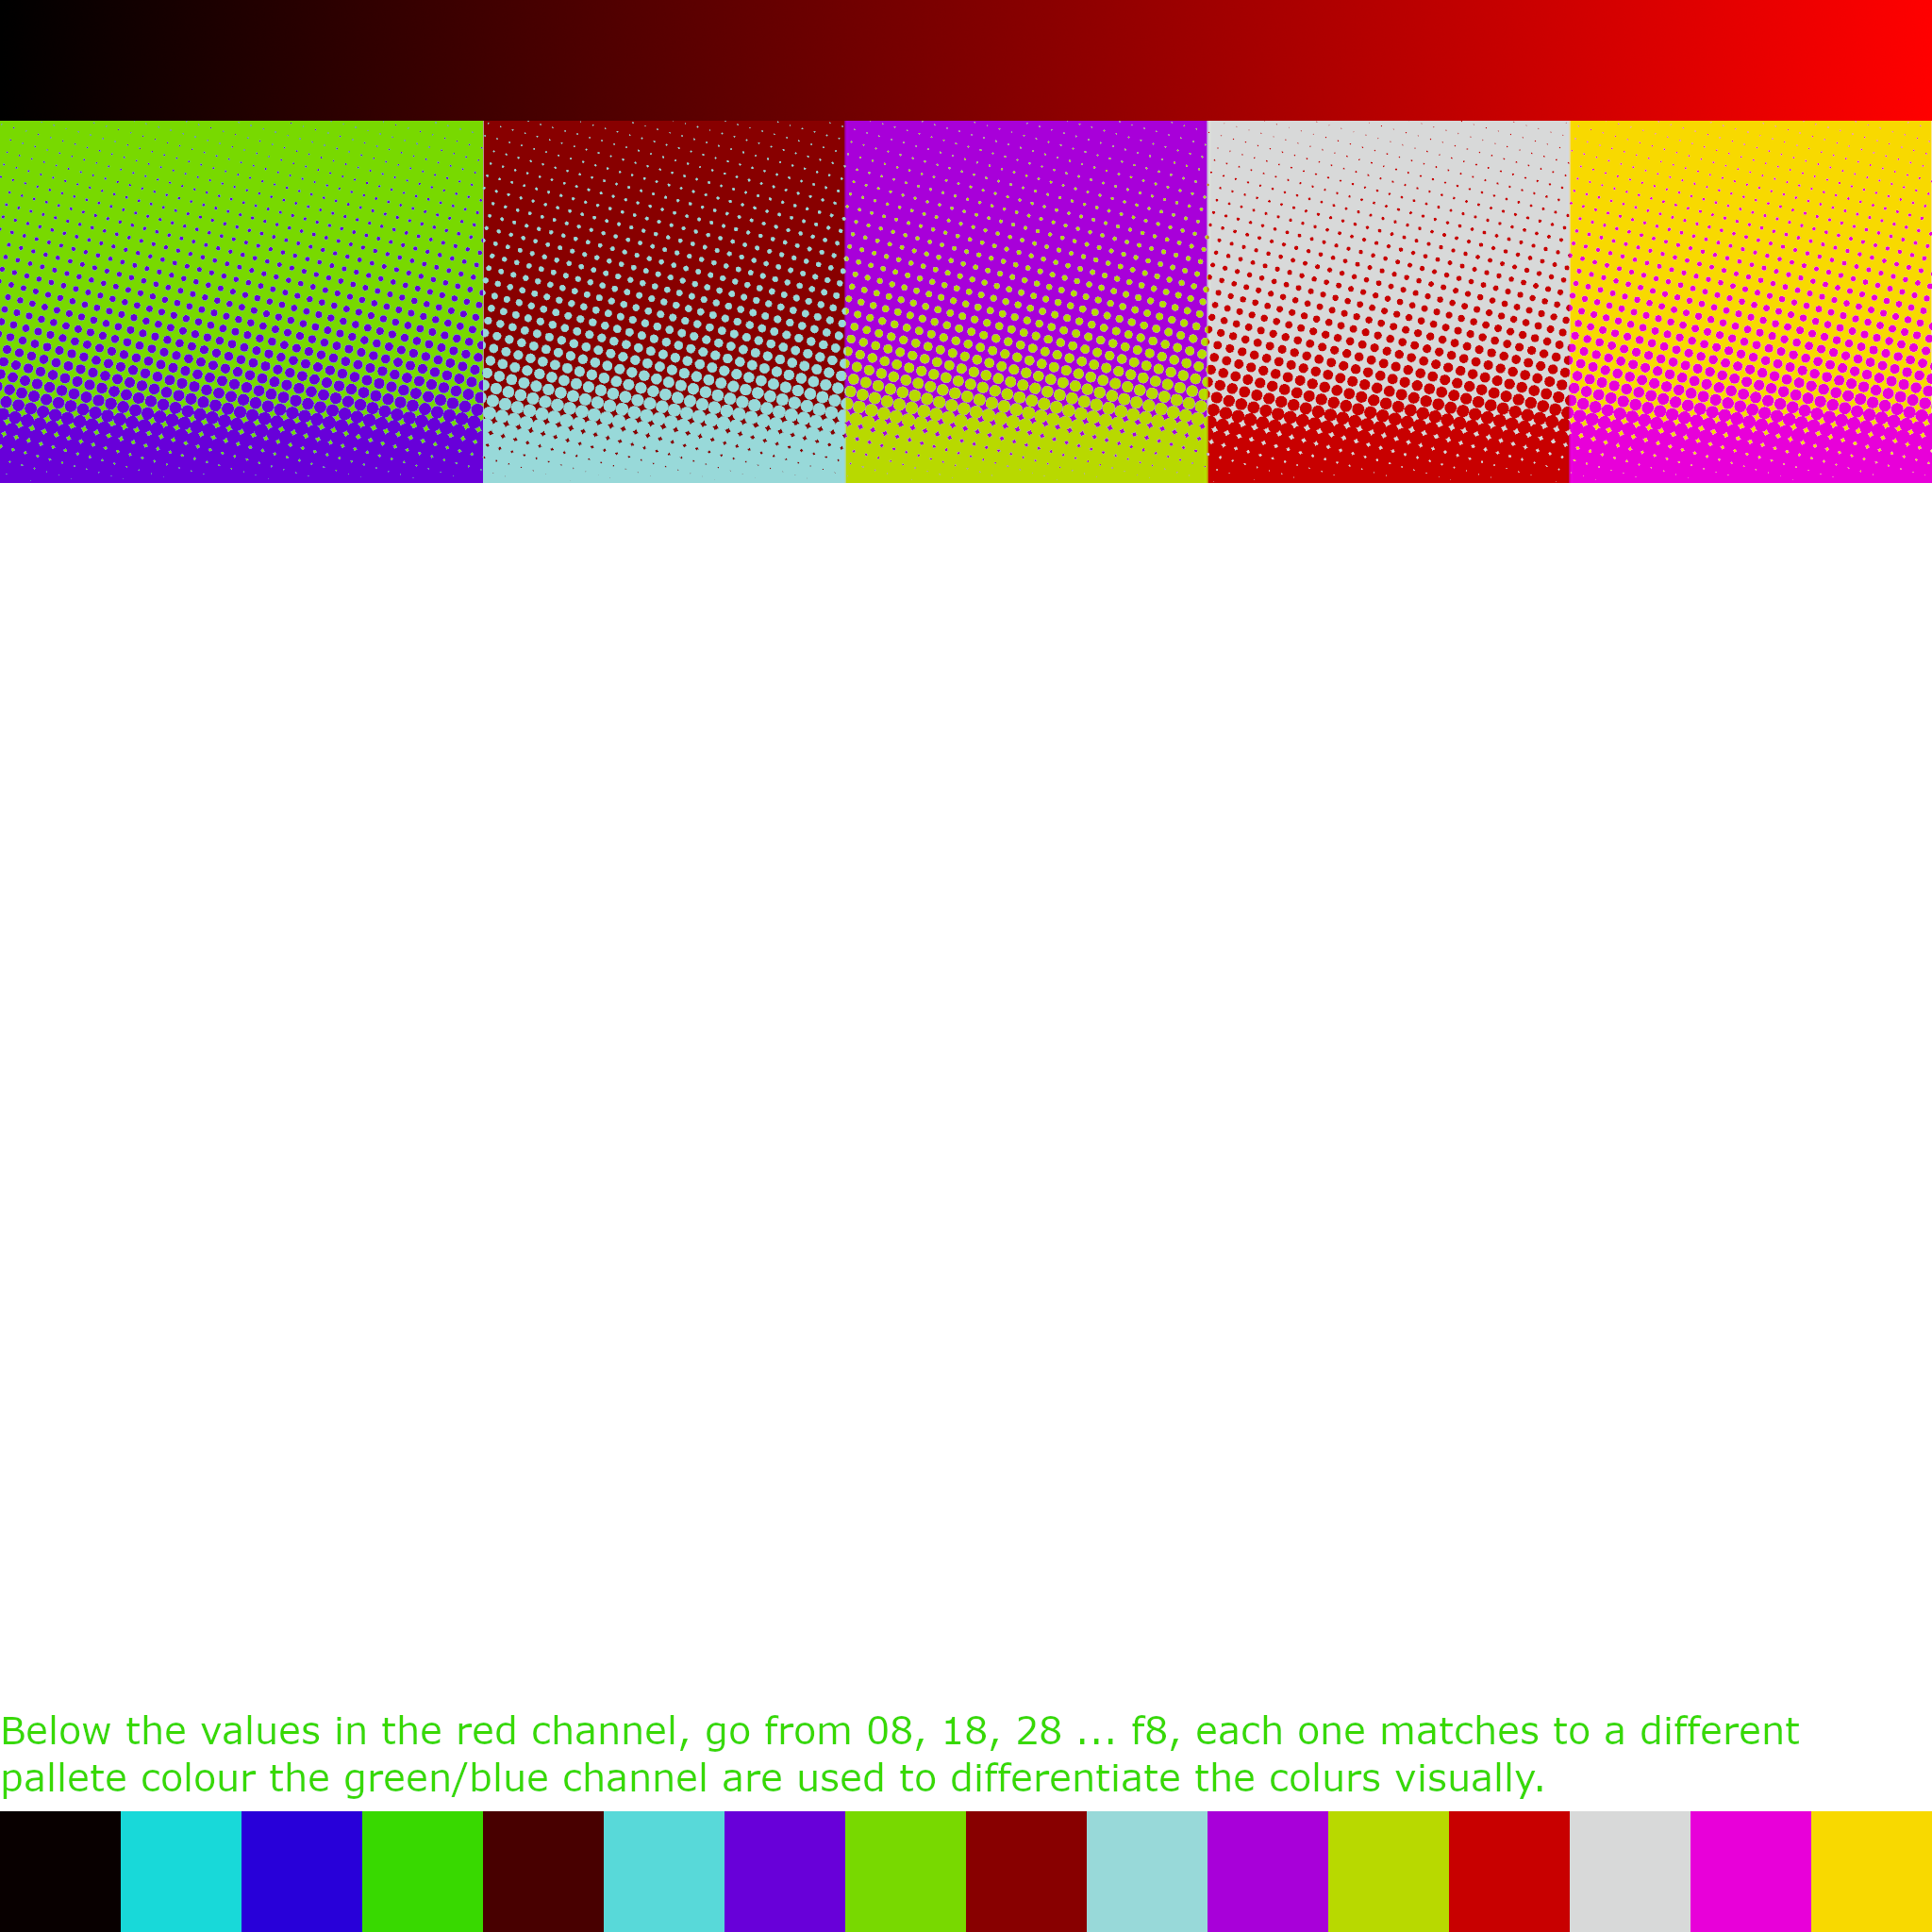 Below the values in the red channel, go from 08, 18, 28 ... f8, each one matches to a different
pallete colour the green/blue channel are used to differentiate the colurs visually.